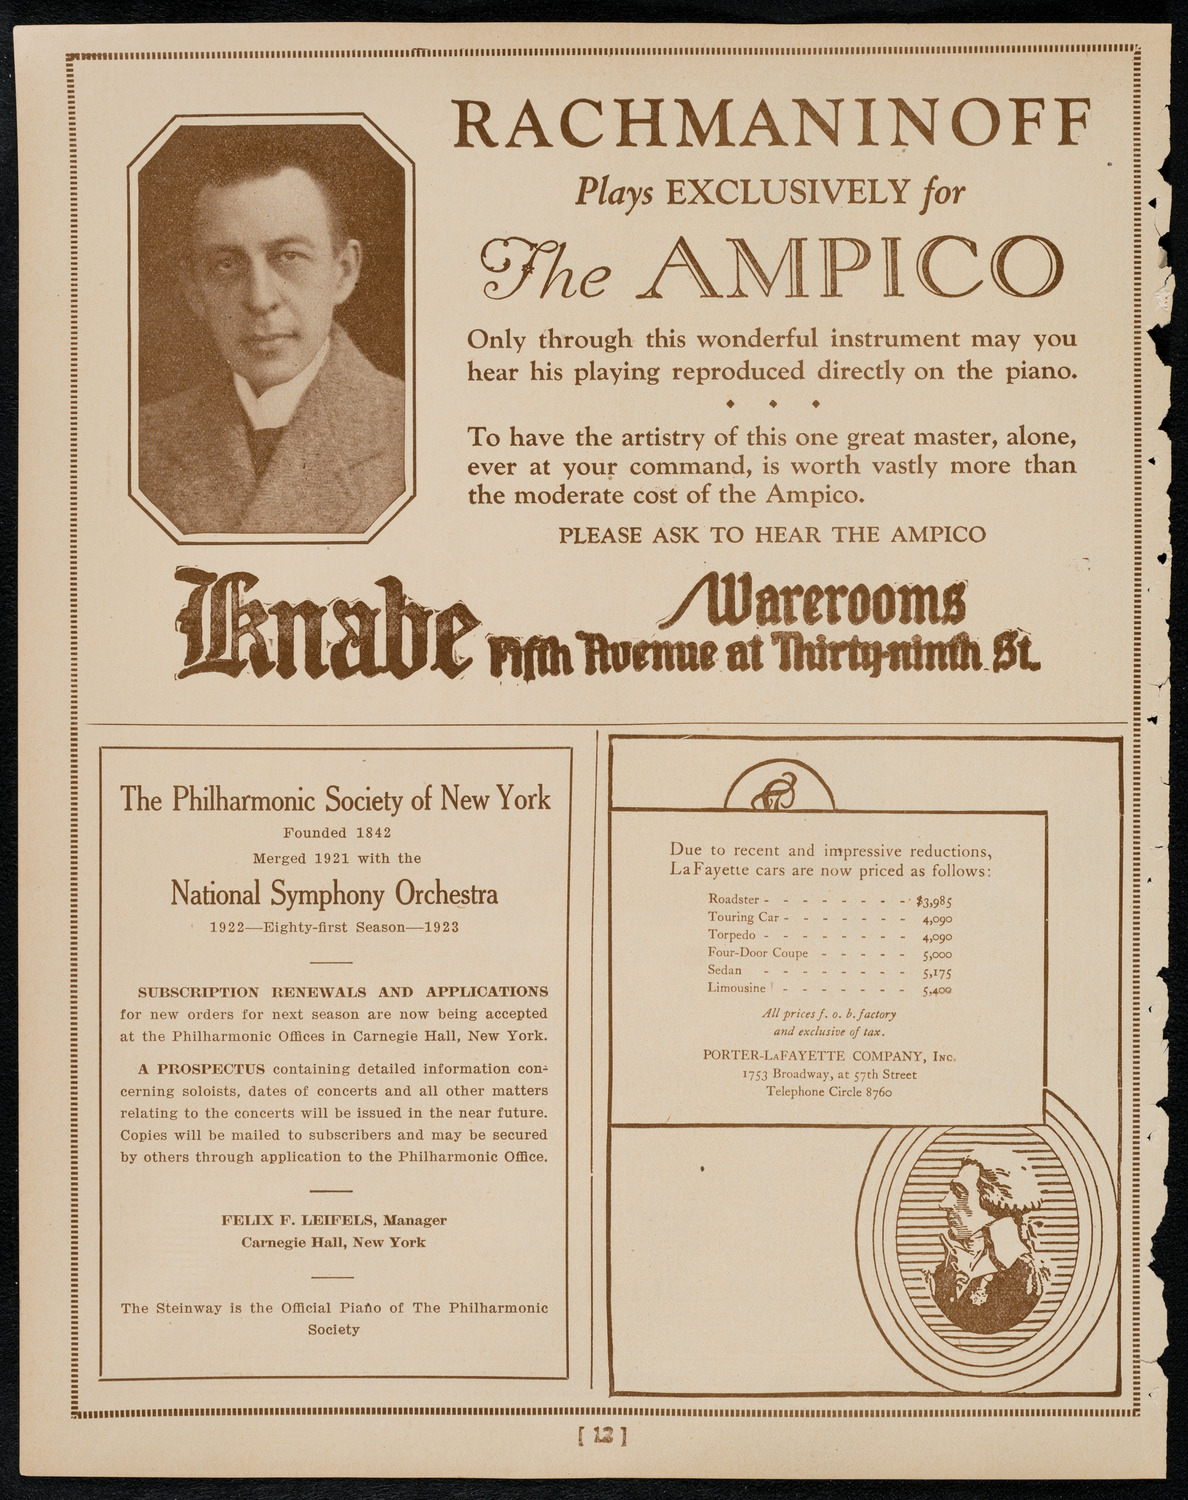 RACHMANINOFF
Plays EXCLUSIVELY for
The AMPICO
Only through this wonderful instrument may you
hear his playing reproduced directly on the piano.
To have the artistry of this one great master, alone,
ever at your command, is worth vastly more than
the moderate cost of the Ampico.
PLEASE ASK TO HEAR THE AMPICO
Knabe Warerooms
Fifth Avenue at Thirty-ninth St.
The Philharmonic Society of New York
Founded 1842
Merged 1921 with the
National Symphony Orchestra
1922—Eighty-first Season—1923
SUBSCRIPTION RENEWALS AND APPLICATIONS
for new orders for next season are now being accepted
at the Philharmonic Offices in Carnegie Hall, New York.
A PROSPECTUS containing detailed information con-
cerning soloists, dates of concerts and all other matters
relating to the concerts will be issued in the near future.
Copies will be mailed to subscribers and may be secured
by others through application to the Philharmonic Office.
FELIX F. LEIFELS, Manager
Carnegie Hall, New York
The Steinway is the Official Piano of The Philharmonic
Society
Due to recent and impressive reductions,
LaFayette cars are now priced as follows:
Roadster - - - - - - - - $3,985
Touring Car - - - - - - - 4,090
Torpedo - - - - - - - - 4,090
Four-Door Coupe - - - - - 5,000
Sedan - - - - - - - - 5,175
Limousine - - - - - - - 5,400
All prices f. o. b. factory
and exclusive of tax.
PORTER-LAFAYETTE COMPANY, INC.
1753 Broadway, at 57th Street
Telephone Circle 8760
[ 12 ]